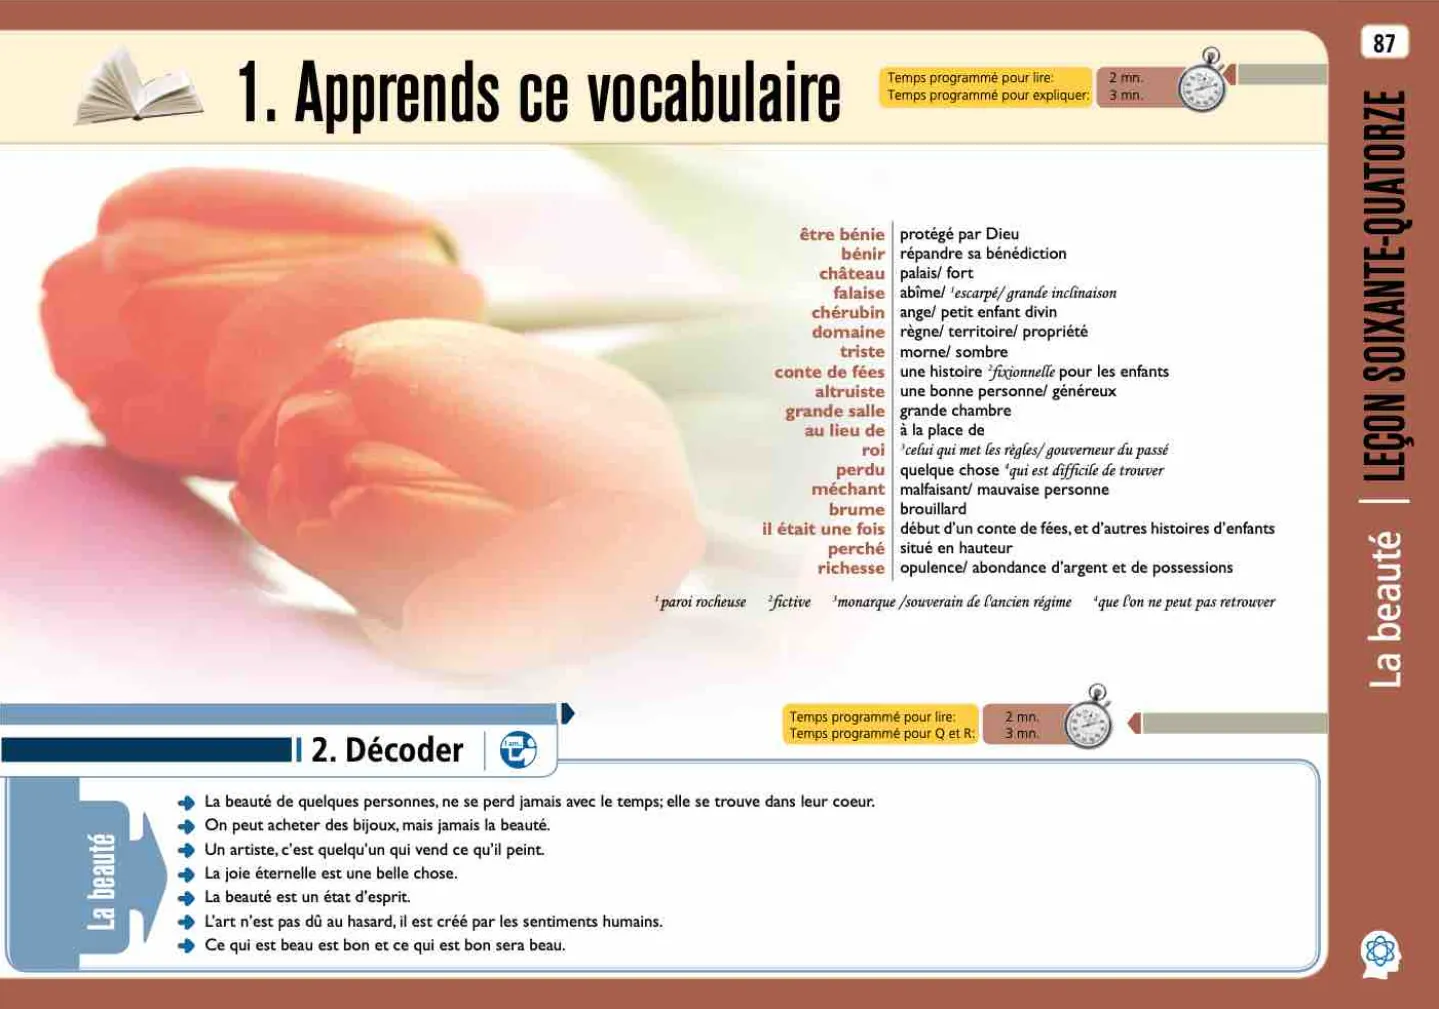 1. Apprends ce vocabulaire
Temps programmé pour lire: 2 mn.
Temps programmé pour expliquer: 3 mn.
87
LEÇON SOIXANTE-QUATORZE
La beauté
être bénie protégé par Dieu
bénir répandre sa bénédiction
château palais/ fort
falaise abîme/ ¹escarpé/ grande inclinaison
chérubin ange/ petit enfant divin
domaine règne/ territoire/ propriété
triste morne/ sombre
conte de fées une histoire ²fixionnelle pour les enfants
altruiste une bonne personne/ généreux
grande salle grande chambre
au lieu de à la place de
roi ³celui qui met les règles/ gouverneur du passé
perdu quelque chose ⁴qui est difficile de trouver
méchant malfaisant/ mauvaise personne
brume brouillard
il était une fois début d'un conte de fées, et d'autres histoires d'enfants
perché situé en hauteur
richesse opulence/ abondance d'argent et de possessions
¹ paroi rocheuse ²fictive ³monarque /souverain de l'ancien régime ⁴que l'on ne peut pas retrouver
Temps programmé pour lire: 2 mn.
Temps programmé pour Q et R: 3 mn.
2. Décoder
I am...
La beauté
La beauté de quelques personnes, ne se perd jamais avec le temps; elle se trouve dans leur coeur.
On peut acheter des bijoux, mais jamais la beauté.
Un artiste, c'est quelqu'un qui vend ce qu'il peint.
La joie éternelle est une belle chose.
La beauté est un état d'esprit.
L'art n'est pas dû au hasard, il est créé par les sentiments humains.
Ce qui est beau est bon et ce qui est bon sera beau.